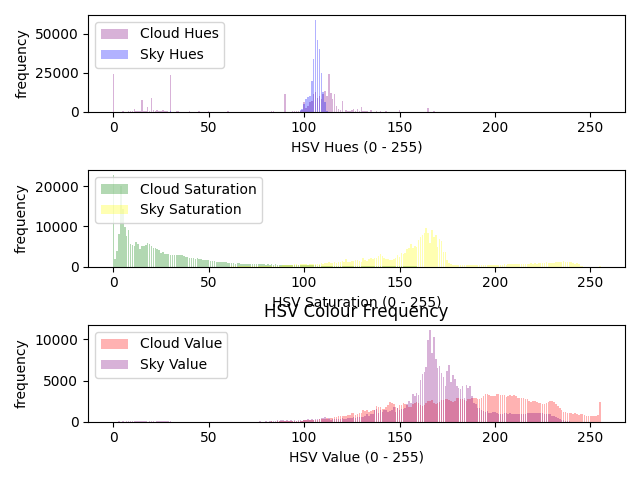 50000
25000
0
frequency
Cloud Hues
Sky Hues
0 50 100 150 200 250
HSV Hues (0 - 255)
20000
10000
0
frequency
Cloud Saturation
Sky Saturation
0 50 100 150 200 250
HSV Saturation (0 - 255)
HSV Colour Frequency
10000
5000
0
frequency
Cloud Value
Sky Value
0 50 100 150 200 250
HSV Value (0 - 255)